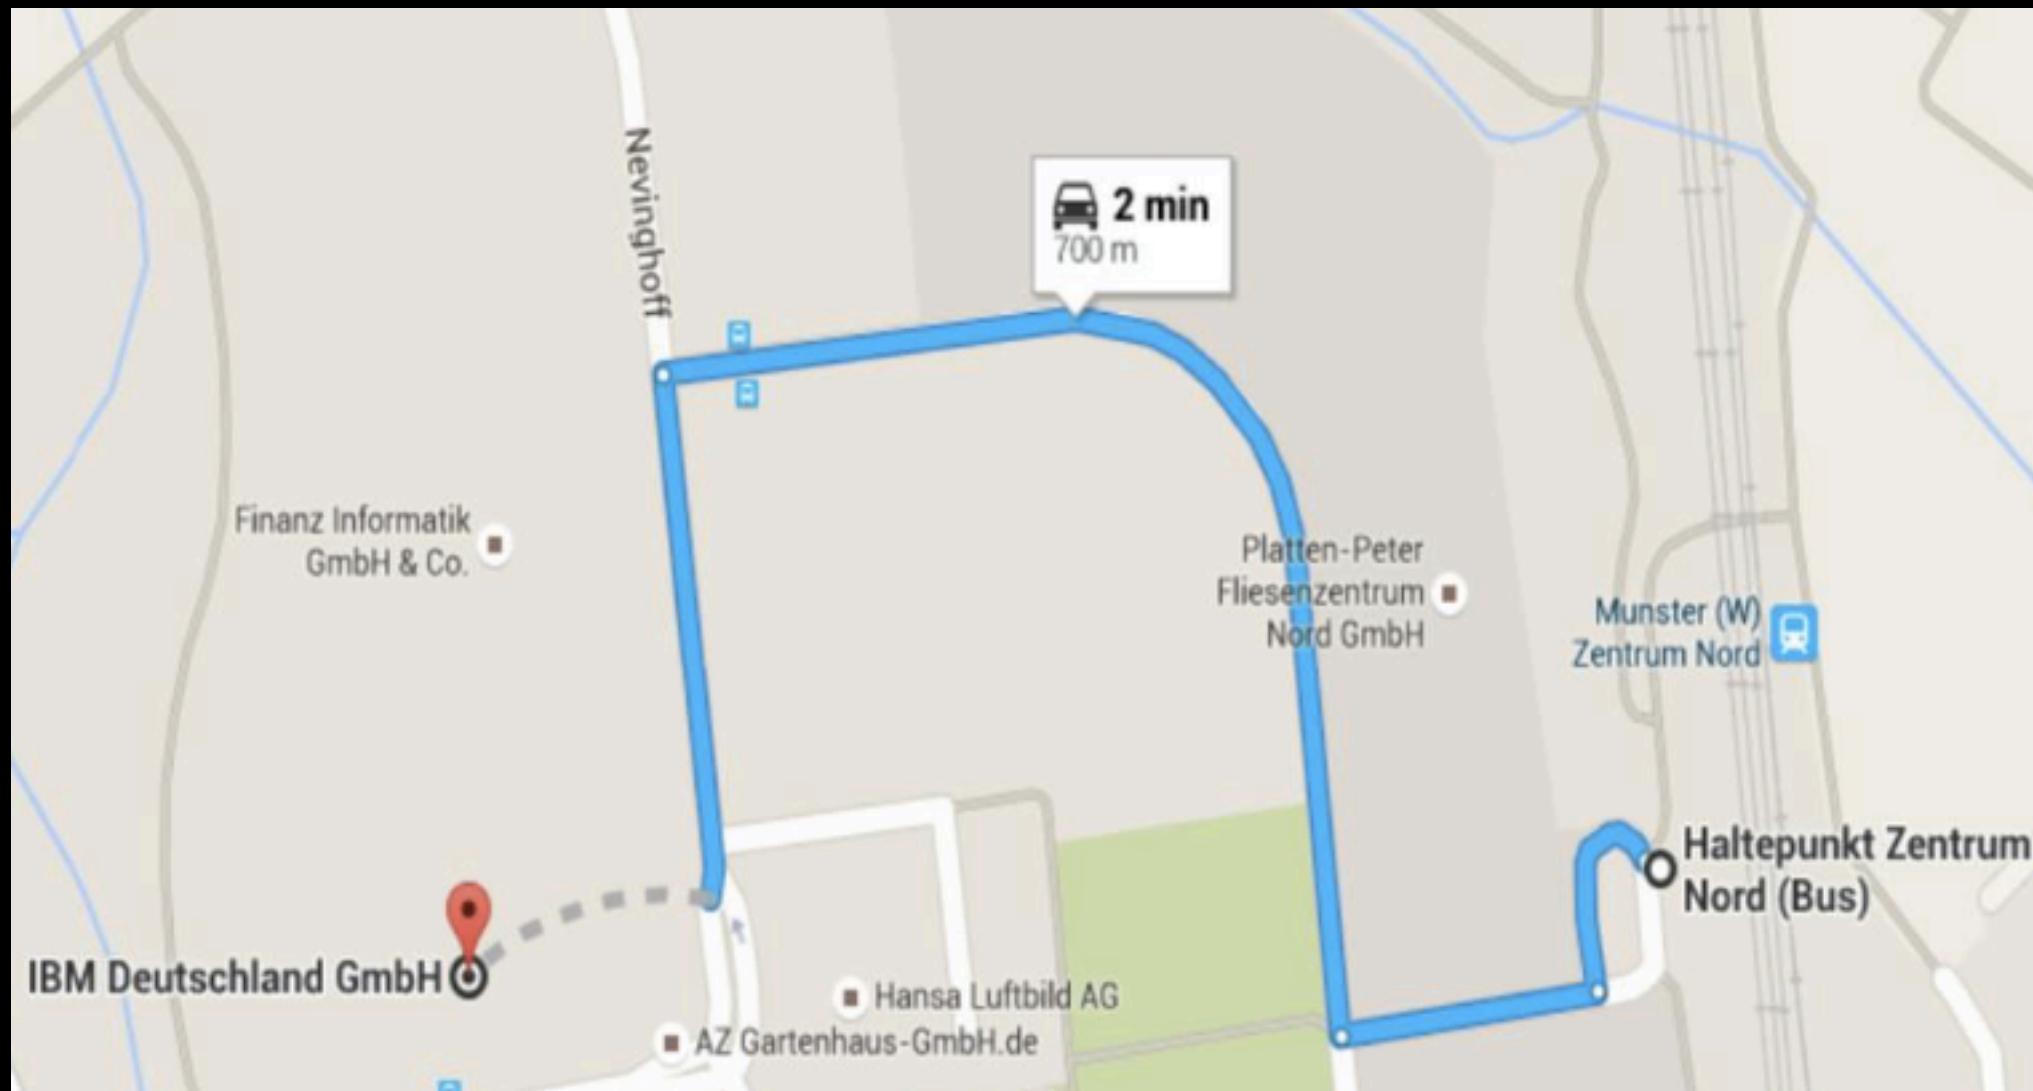 Nevinghoff
2 min
700 m
Finanz Informatik
GmbH & Co.
Platten-Peter
Fliesenzentrum
Nord GmbH
Munster (W)
Zentrum Nord
Haltepunkt Zentrum
Nord (Bus)
IBM Deutschland GmbH
Hansa Luftbild AG
AZ Gartenhaus-GmbH.de